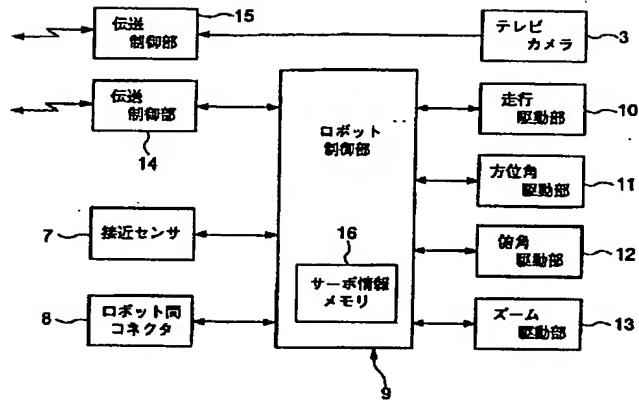 15
伝送
制御部
テレビ
カメラ
3
伝送
制御部
14
ロボット
制御部
走行
駆動部
10
方位角
駆動部
11
7
接近センサ
16
サーボ情報
メモリ
俯角
駆動部
12
8
ロボット間
コネクタ
ズーム
駆動部
13
9